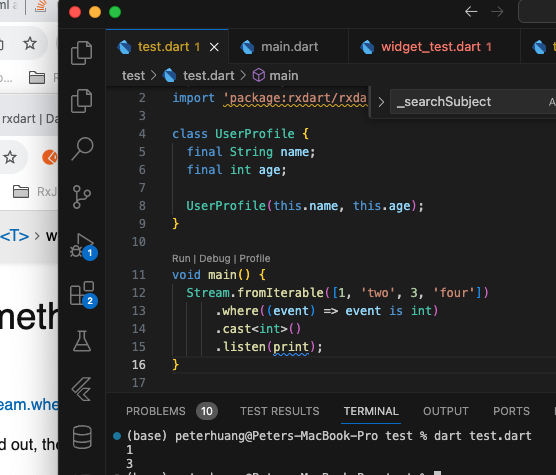 ml a
test.dart 1
main.dart
widget_test.dart 1
test > test.dart > main
_searchSubject
2 import 'package:rxdart/rxda
3
4 class UserProfile {
5 final String name;
6 final int age;
7
8 UserProfile(this.name, this.age);
9 }
10
Run | Debug | Profile
11 void main() {
12 Stream.fromIterable([1, 'two', 3, 'four'])
13 .where((event) => event is int)
14 .cast<int>()
15 .listen(print);
16 }
17
rxdart | Da
RxJ
<T> > w
meth
eam.whe
d out, the
1
2
PROBLEMS 10 TEST RESULTS TERMINAL OUTPUT PORTS
(base) peterhuang@Peters-MacBook-Pro test % dart test.dart
1
3